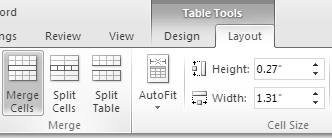 ord
Table Tools
ngs Review View Design Layout
Merge Cells
Split Cells
Split Table
AutoFit
Height: 0.27"
Width: 1.31"
Merge
Cell Size